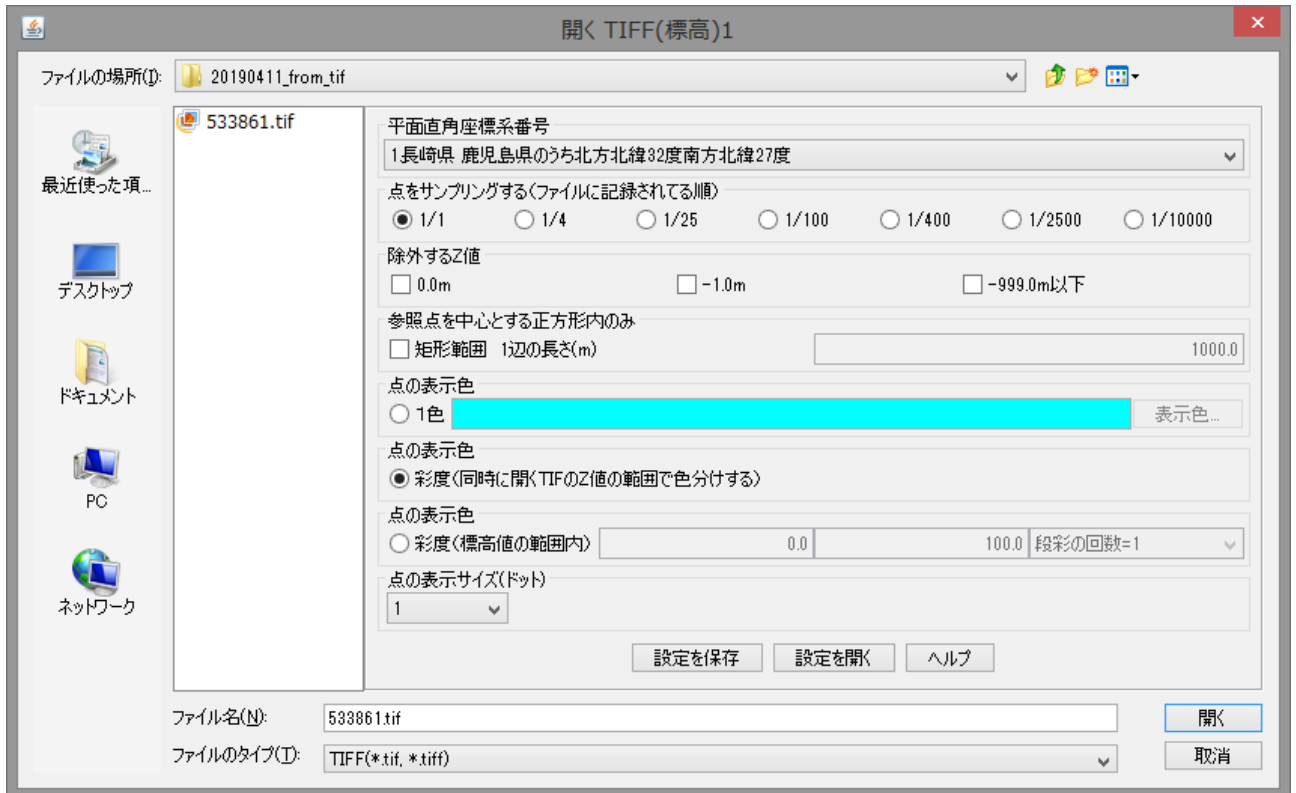 開く TIFF(標高)1
ファイルの場所(I):
20190411_from_tif
最近使った項...
デスクトップ
ドキュメント
PC
ネットワーク
533861.tif
平面直角座標系番号
1.長崎県 鹿児島県のうち北方北緯32度南方北緯27度
点をサンプリングする(ファイルに記録されてる順)
1/1 1/4 1/25 1/100 1/400 1/2500 1/10000
除外するZ値
0.0m -1.0m -999.0m以下
参照点を中心とする正方形内のみ
矩形範囲 1辺の長さ(m) 1000.0
点の表示色
1色 表示色...
点の表示色
彩度(同時に開くTIFのZ値の範囲で色分けする)
点の表示色
彩度(標高値の範囲内) 0.0 100.0 段彩の回数=1
点の表示サイズ(ドット)
1
設定を保存 設定を開く ヘルプ
ファイル名(N): 533861.tif 開く
ファイルのタイプ(T): TIFF(*.tif, *.tiff) 取消